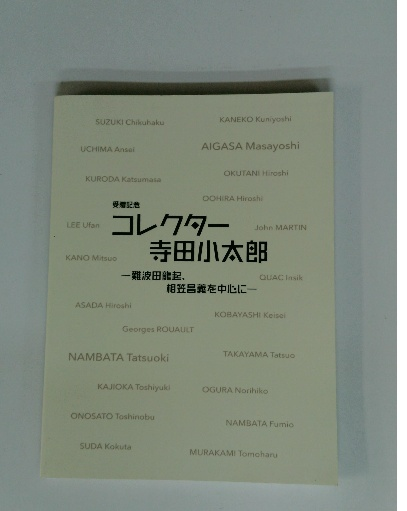 SUZUKI Chikuhaku
KANEKO Kuniyoshi
UCHIMA Ansei
AIGASA Masayoshi
KURODA Katsumasa
OKUTANI Hiroshi
OOHIRA Hiroshi
受贈記念
LEE Ufan
コレクター
John MARTIN
寺田小太郎
KANO Mitsuo
―難波田龍起、
QUAC Insik
相笠昌義を中心に―
ASADA Hiroshi
KOBAYASHI Keisei
Georges ROUAULT
NAMBATA Tatsuoki
TAKAYAMA Tatsuo
KAJIOKA Toshiyuki
OGURA Norihiko
ONOSATO Toshinobu
NAMBATA Fumio
SUDA Kokuta
MURAKAMI Tomoharu